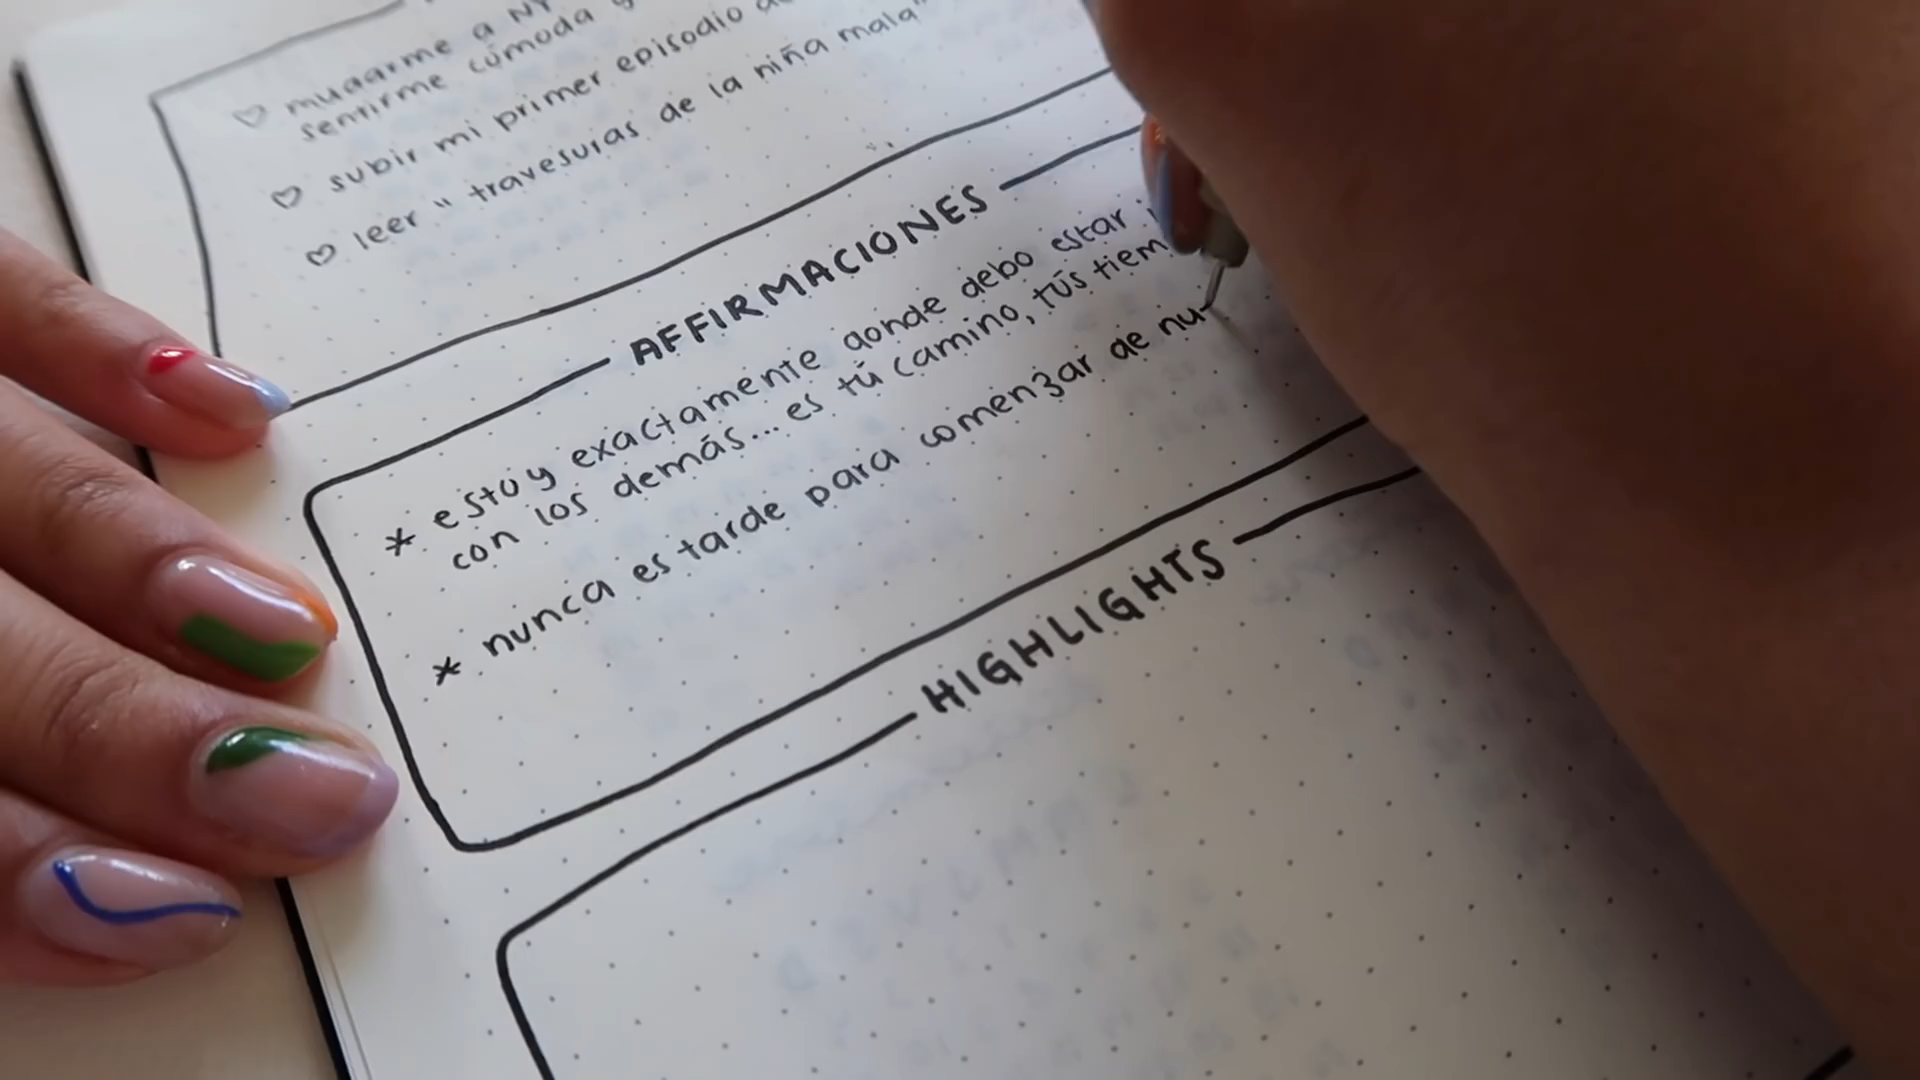 mudarme a NY
sentirme cómoda y
subir mi primer episodio de
leer "travesuras de la niña mala"
AFFIRMACIONES
* estoy exactamente donde debo estar
con los demás... es tú camino, tús tiem
* nunca es tarde para comenzar de nu
HIGHLIGHTS